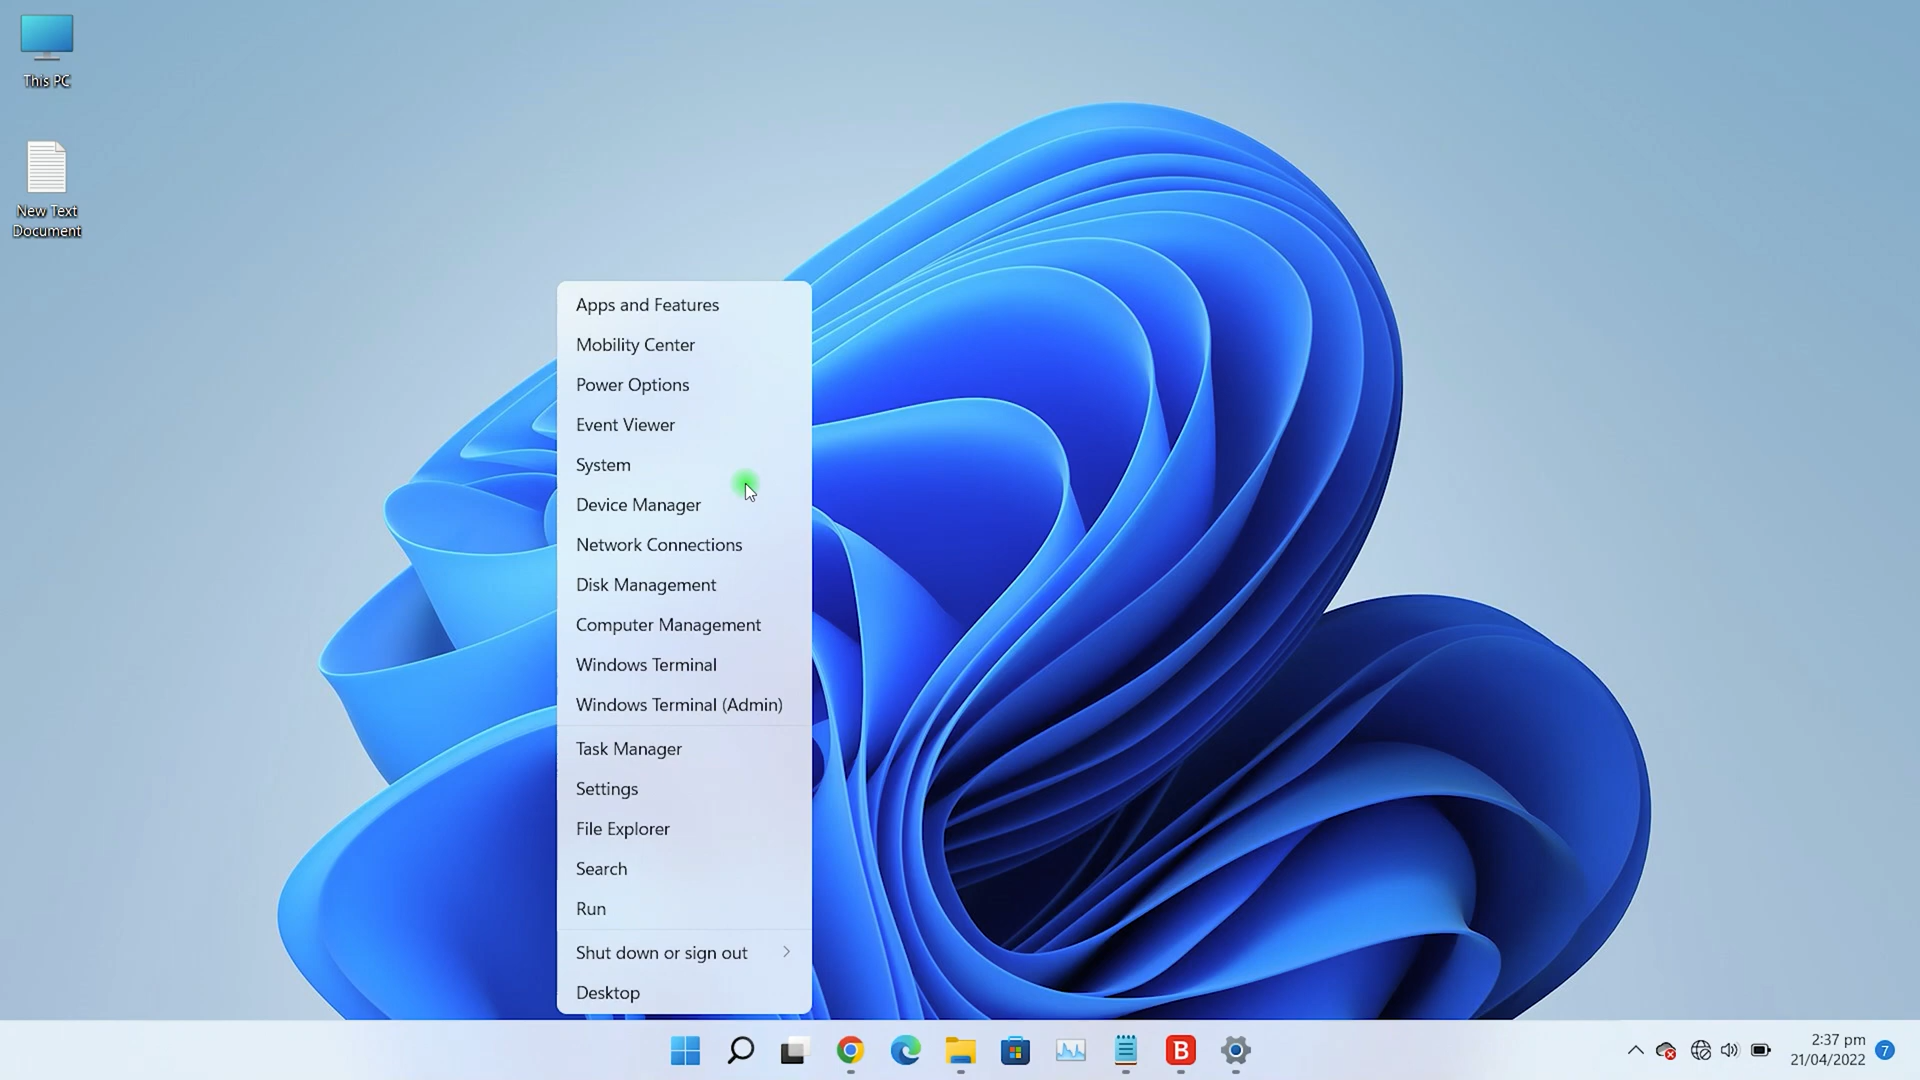 This PC
New Text
Document
Apps and Features
Mobility Center
Power Options
Event Viewer
System
Device Manager
Network Connections
Disk Management
Computer Management
Windows Terminal
Windows Terminal (Admin)
Task Manager
Settings
File Explorer
Search
Run
Shut down or sign out
Desktop
B
2:37 pm
21/04/2022
7